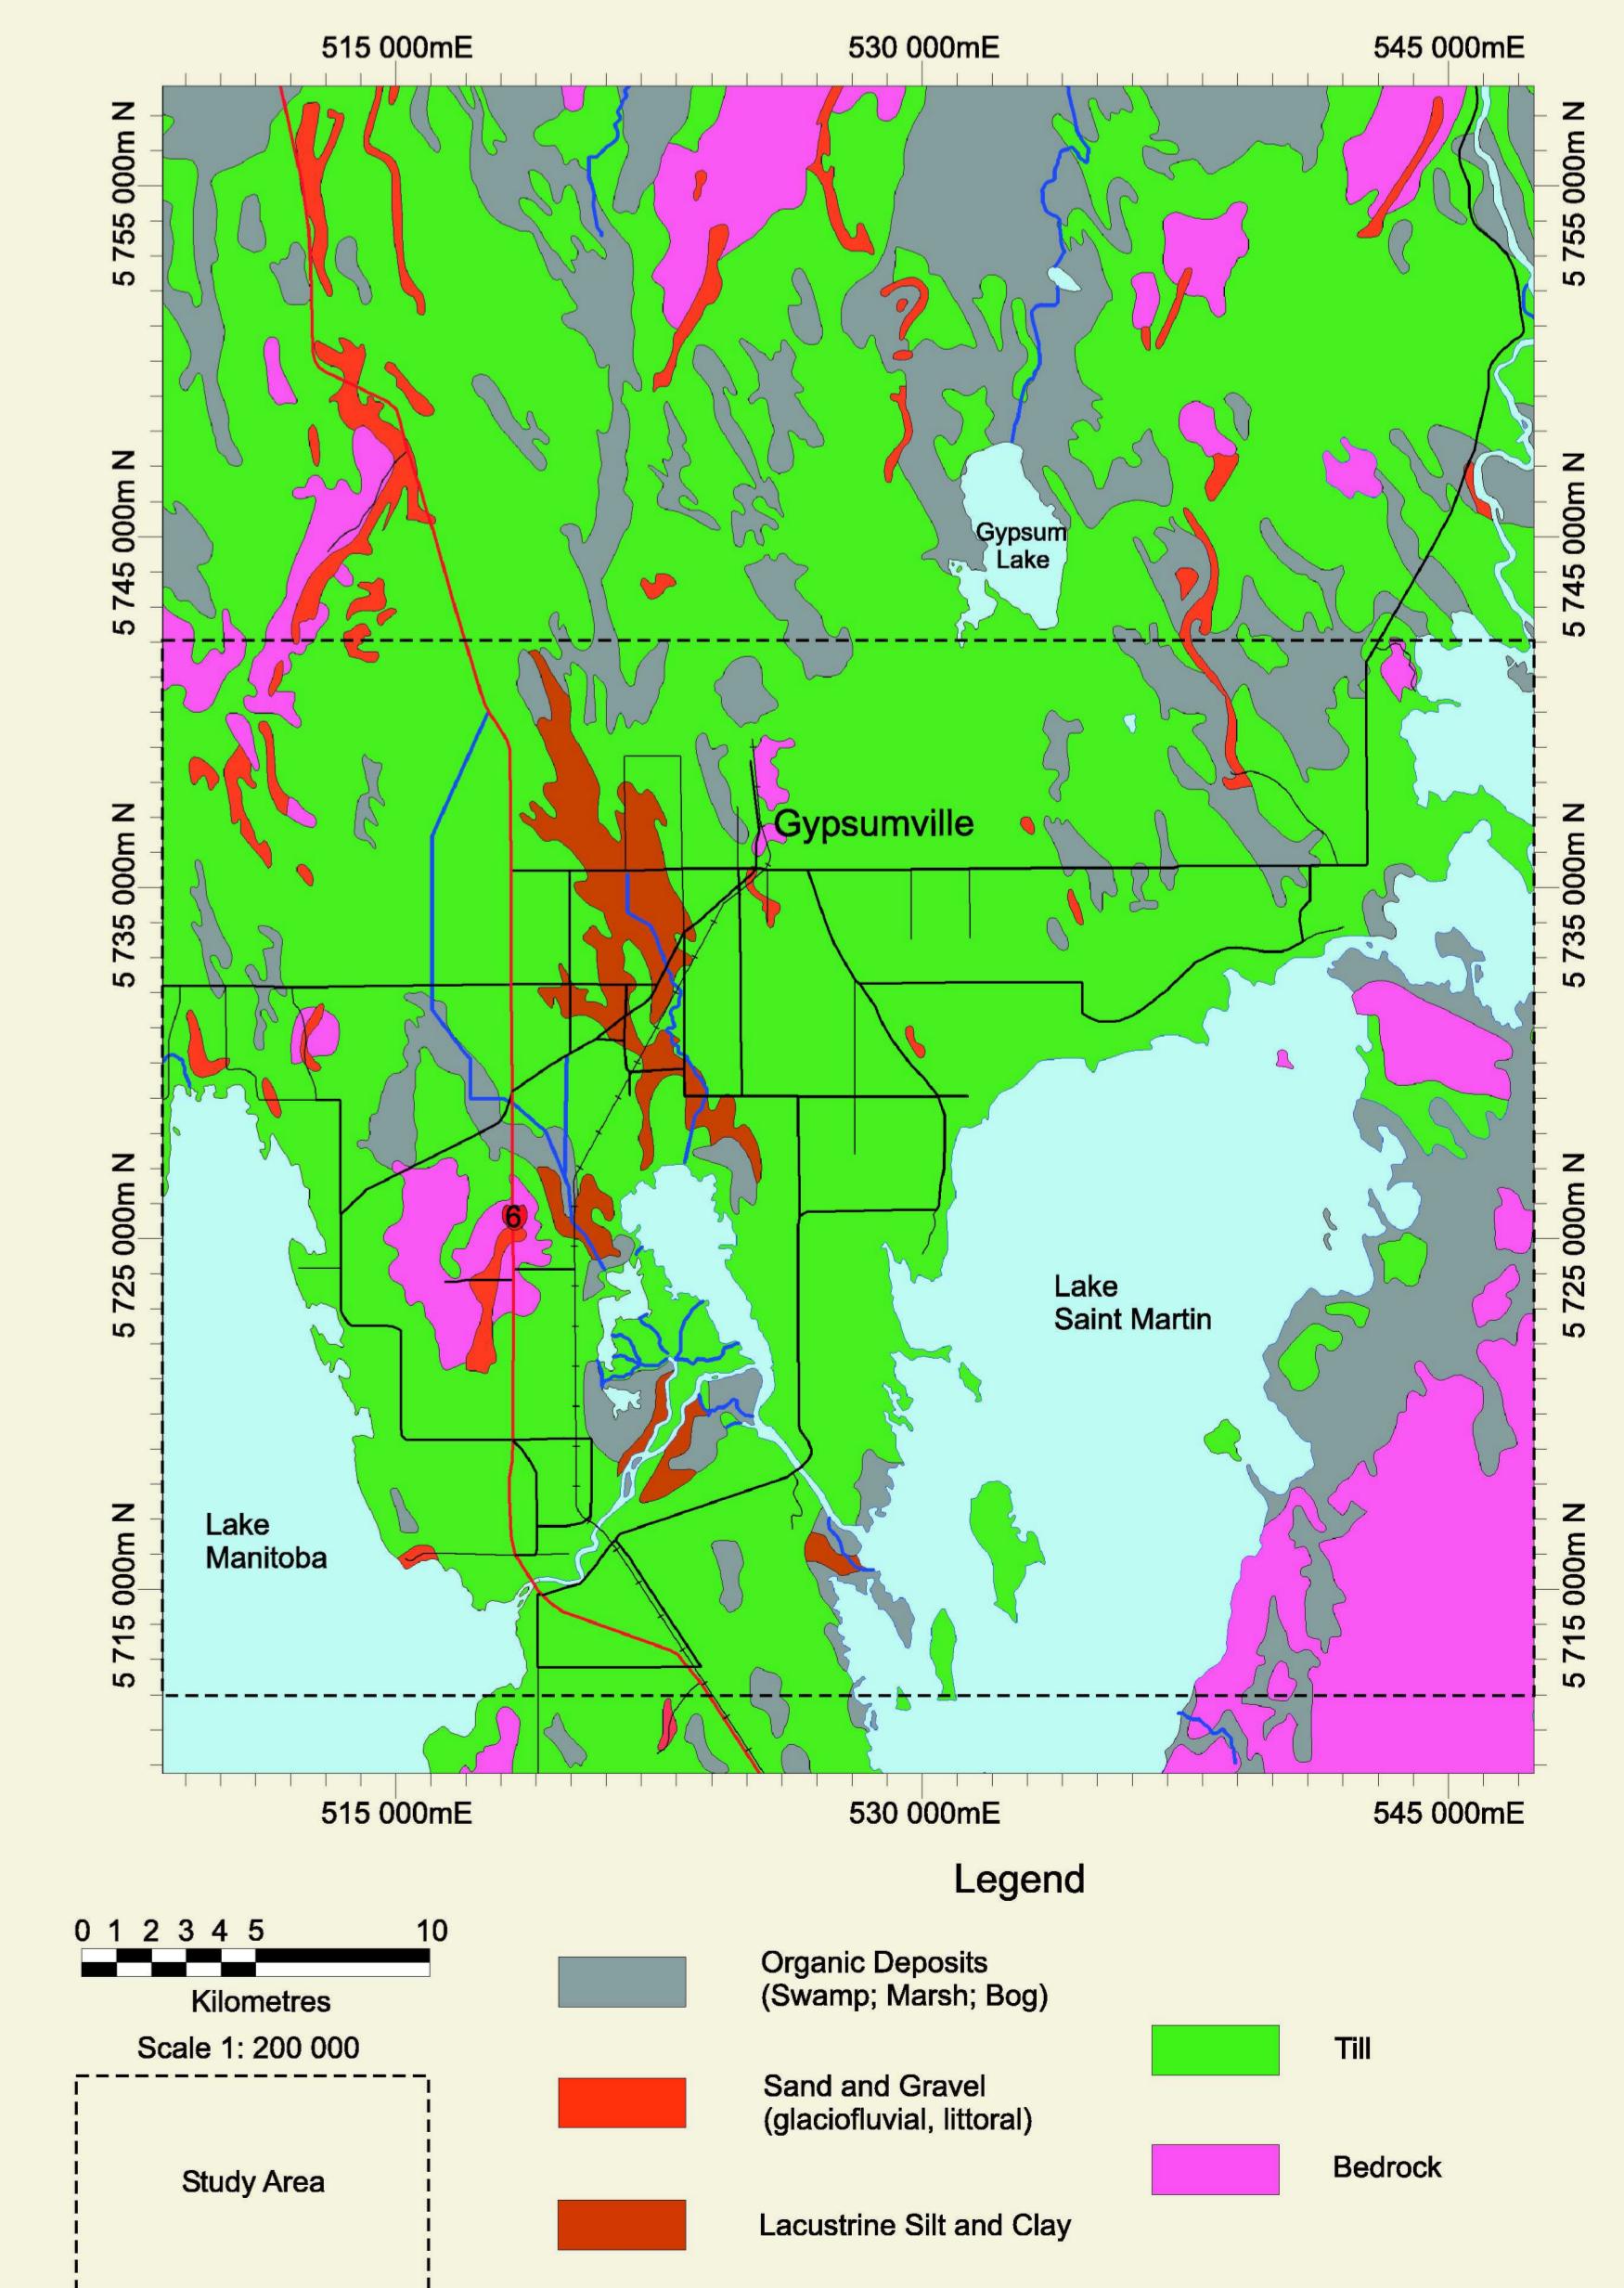 515 000mE 530 000mE 545 000mE
5 755 000m N 5 755 000m N
5 745 000m N 5 745 000m N
Gypsum
Lake
Gypsumville
5 735 000m N 5 735 000m N
6
5 725 000m N 5 725 000m N
Lake
Saint Martin
Lake
Manitoba
5 715 000m N 5 715 000m N
515 000mE 530 000mE 545 000mE
Legend
0 1 2 3 4 5 10
Kilometres
Scale 1: 200 000
Study Area
Organic Deposits
(Swamp; Marsh; Bog)
Sand and Gravel
(glaciofluvial, littoral)
Lacustrine Silt and Clay
Till
Bedrock